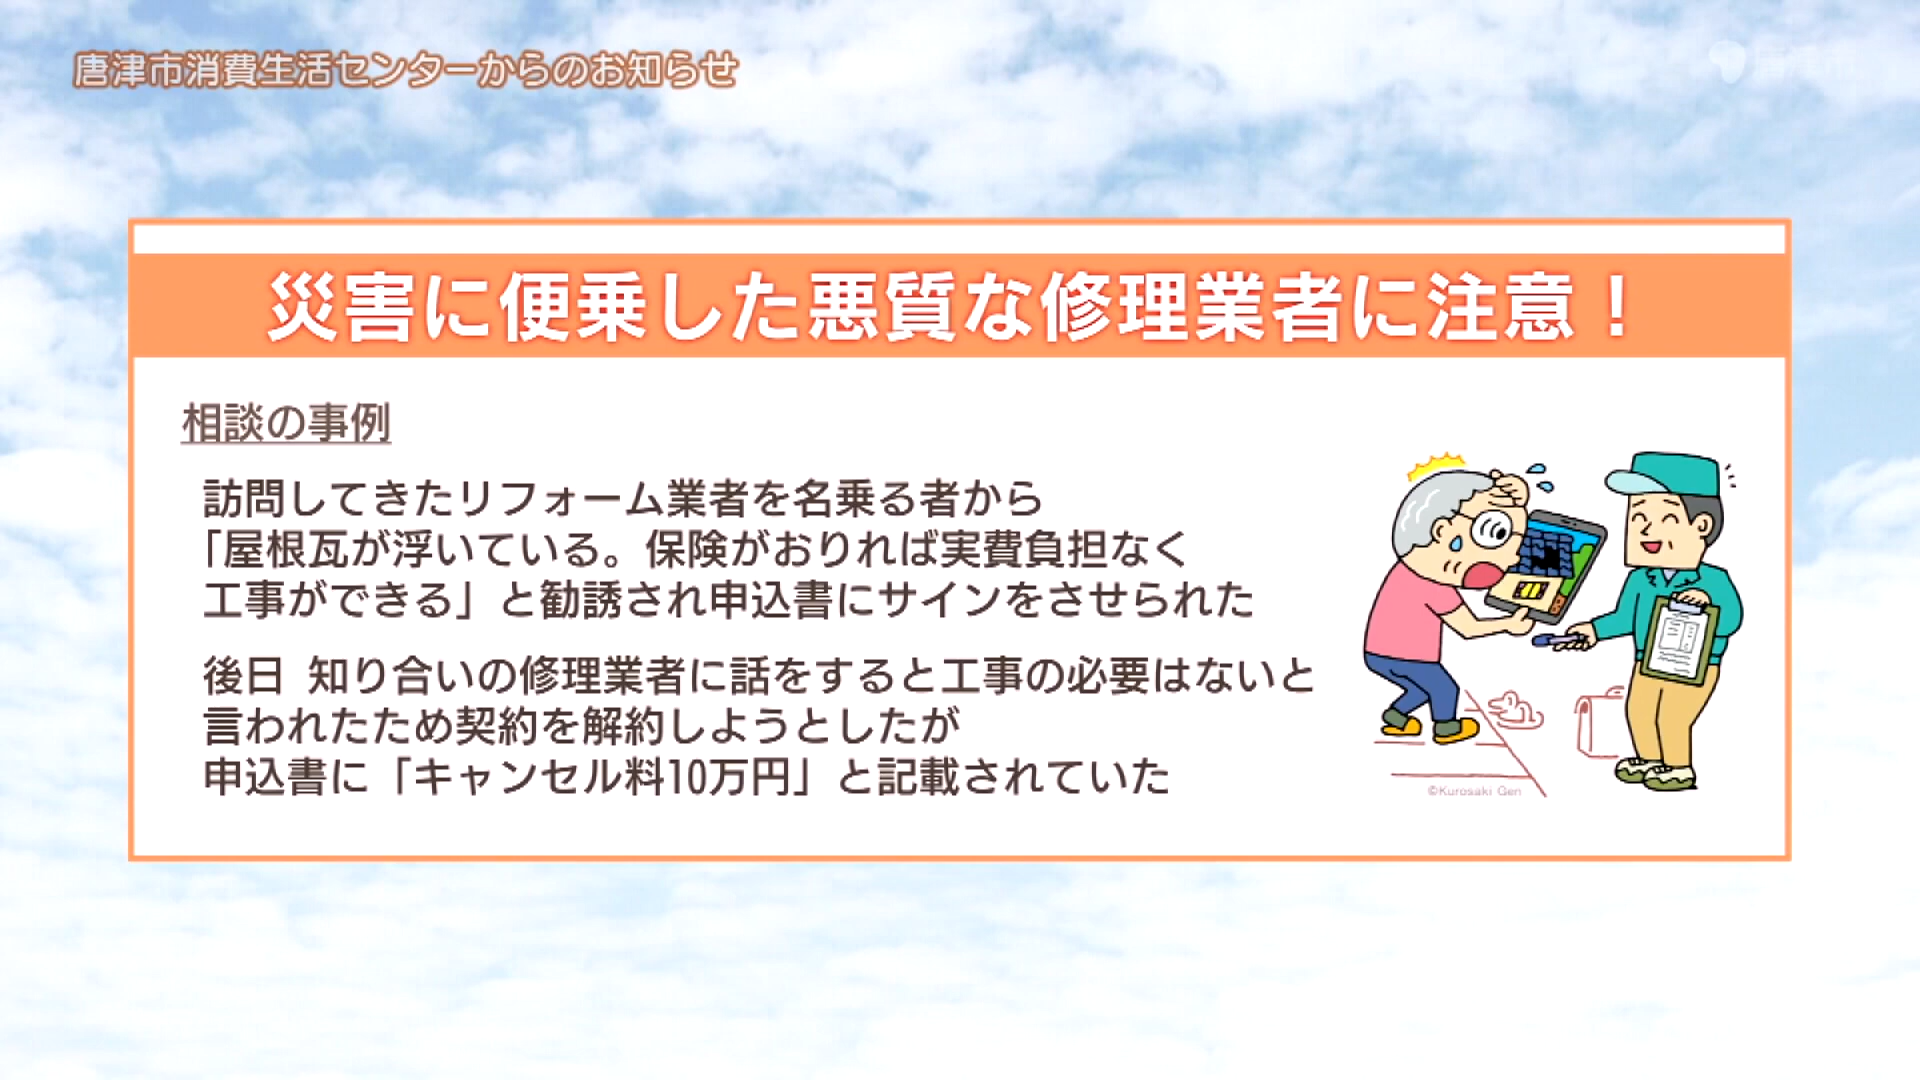 唐津市消費生活センターからのお知らせ
災害に便乗した悪質な修理業者に注意！
相談の事例
訪問してきたリフォーム業者を名乗る者から
「屋根瓦が浮いている。保険がおりれば実費負担なく
工事ができる」と勧誘され申込書にサインをさせられた
後日 知り合いの修理業者に話をすると工事の必要はないと
言われたため契約を解約しようとしたが
申込書に「キャンセル料10万円」と記載されていた
©Kurosaki Gen